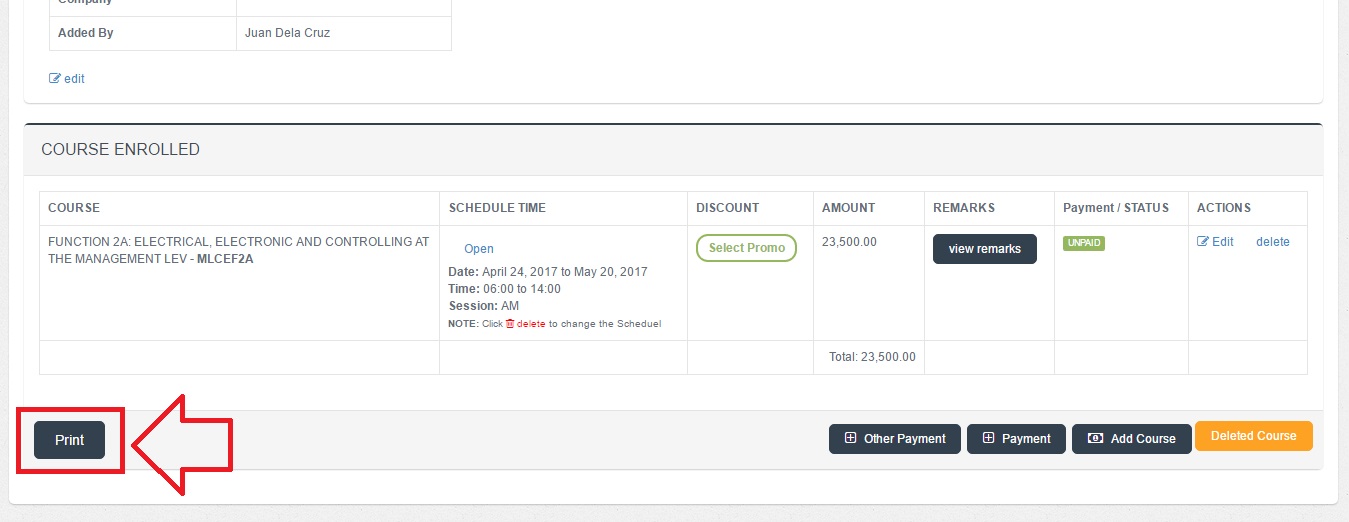 Company
Added By Juan Dela Cruz
edit
COURSE ENROLLED
COURSE SCHEDULE TIME DISCOUNT AMOUNT REMARKS Payment / STATUS ACTIONS
FUNCTION 2A: ELECTRICAL, ELECTRONIC AND CONTROLLING AT
THE MANAGEMENT LEV - MLCEF2A
Open
Date: April 24, 2017 to May 20, 2017
Time: 06:00 to 14:00
Session: AM
NOTE: Click delete to change the Scheduel
Select Promo
23,500.00
view remarks
UNPAID
Edit delete
Total: 23,500.00
Print
Other Payment Payment Add Course Deleted Course